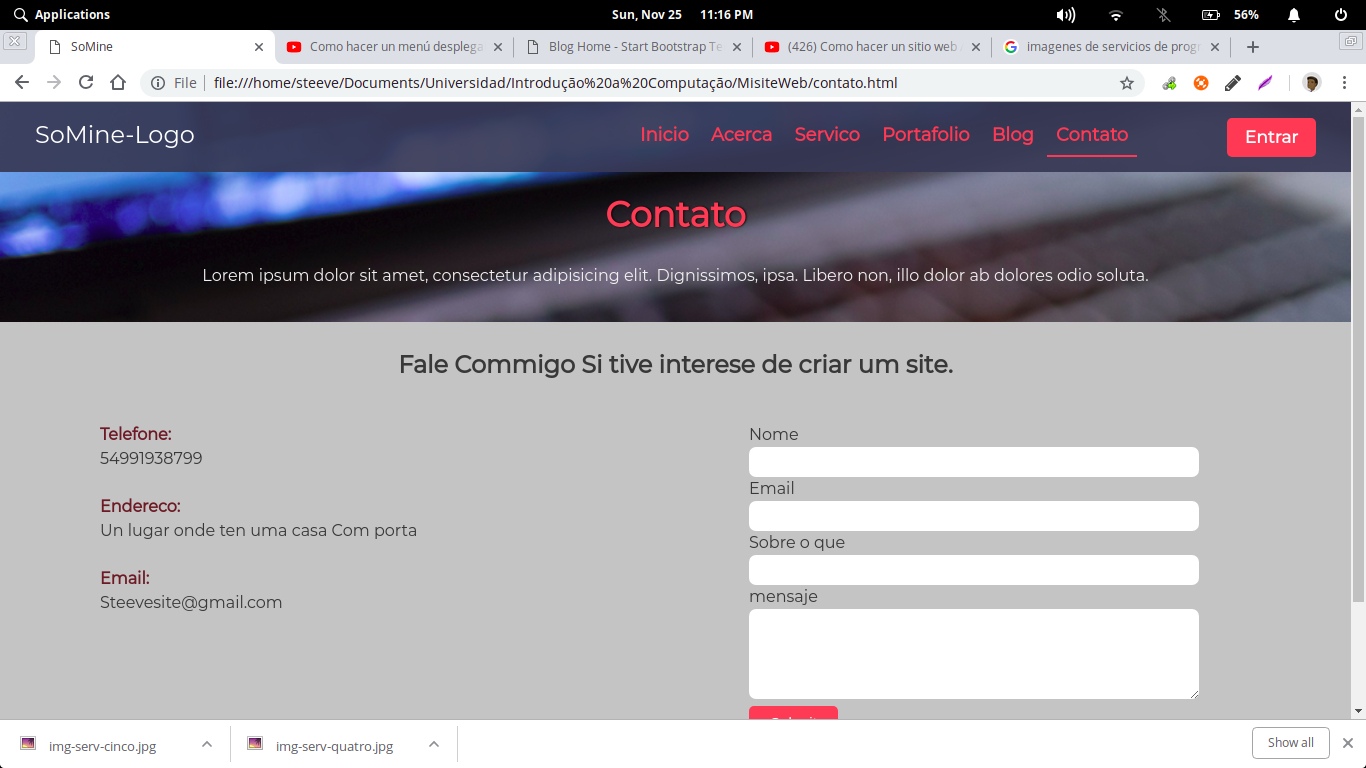 Applications
Sun, Nov 25 11:16 PM
56%
SoMine
Como hacer un menú desplega
Blog Home - Start Bootstrap Te
(426) Como hacer un sitio web
imagenes de servicios de prog
File
file:///home/steeve/Documents/Universidad/Introdução%20a%20Computação/MisiteWeb/contato.html
SoMine-Logo
Inicio Acerca Servico Portafolio Blog Contato
Entrar
Contato
Lorem ipsum dolor sit amet, consectetur adipisicing elit. Dignissimos, ipsa. Libero non, illo dolor ab dolores odio soluta.
Fale Commigo Si tive interese de criar um site.
Telefone:
54991938799
Endereco:
Un lugar onde ten uma casa Com porta
Email:
Steevesite@gmail.com
Nome
Email
Sobre o que
mensaje
img-serv-cinco.jpg
img-serv-quatro.jpg
Show all